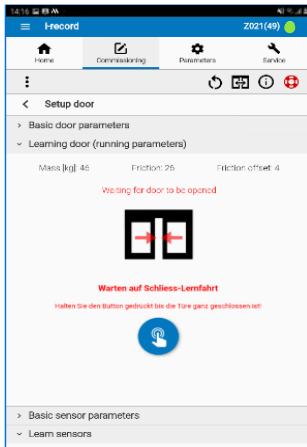 14:16
I-record Z021(49)
Home Commissioning Parameters Service
Setup door
Basic door parameters
Learning door (running parameters)
Mass [kg]: 46 Friction: 26 Friction offset: 4
Waiting for door to be opened
Warten auf Schliess-Lernfahrt
Halten Sie den Button gedrückt bis die Türe ganz geschlossen ist!
Basic sensor parameters
Learn sensors